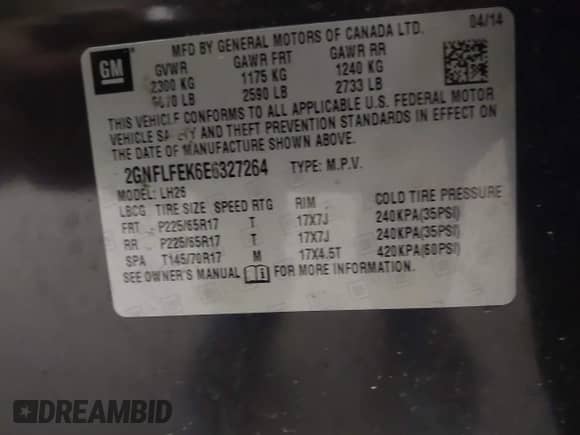 GM
MFD BY GENERAL MOTORS OF CANADA LTD. 04/14
GVWR GAWR FRT GAWR RR
2300 KG 1175 KG 1240 KG
LB 2590 LB 2733 LB
THIS VEHICLE CONFORMS TO ALL APPLICABLE U.S. FEDERAL MOTOR
VEHICLE SAFETY AND THEFT PREVENTION STANDARDS IN EFFECT ON
THE DATE OF MANUFACTURE SHOWN ABOVE.
2GNFLFEK6E6327264 TYPE: M.P.V.
MODEL: LH26
LBCG TIRE SIZE SPEED RTG RIM COLD TIRE PRESSURE
FRT P225/65R17 T 17X7J 240KPA(35PSI)
RR P225/65R17 T 17X7J 240KPA(35PSI)
SPA T145/70R17 M 17X4.5T 420KPA(60PSI)
SEE OWNER'S MANUAL FOR MORE INFORMATION.
DREAMBID